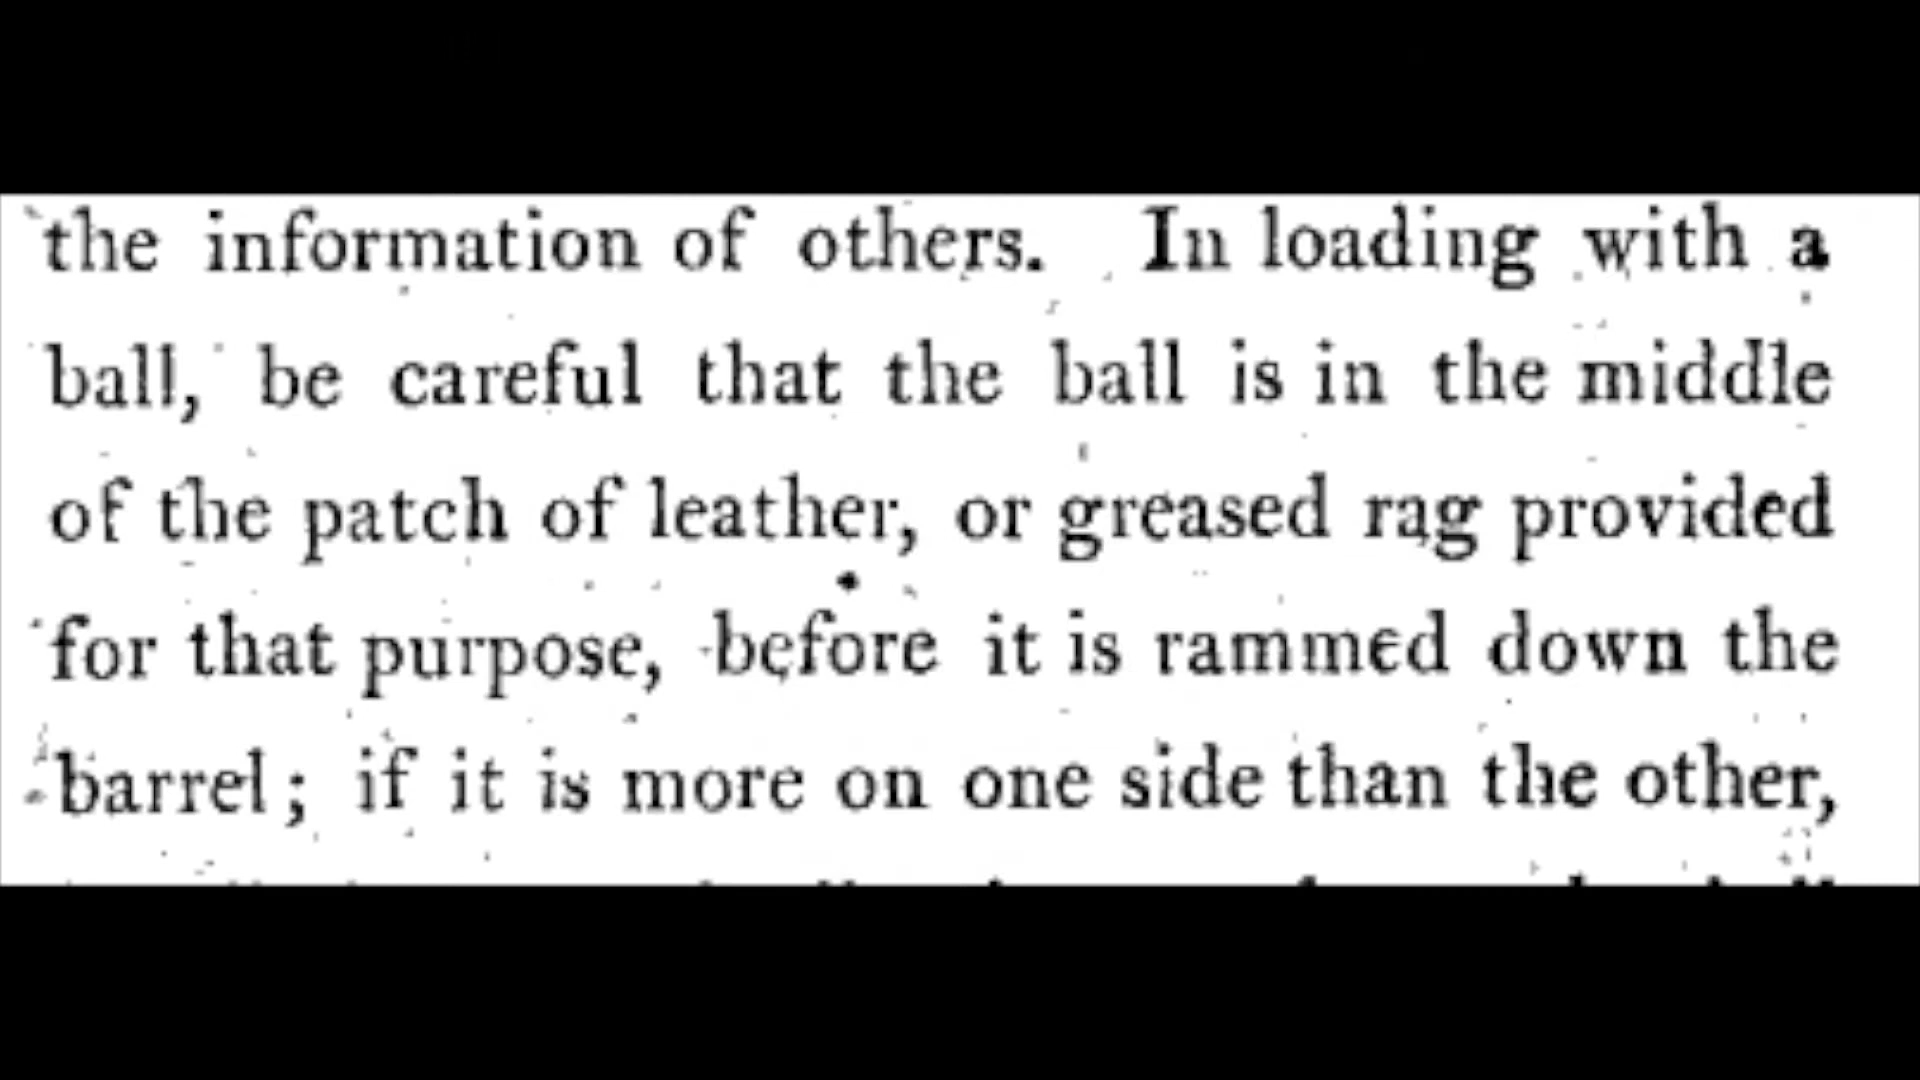 the information of others. In loading with a
ball, be careful that the ball is in the middle
of the patch of leather, or greased rag provided
for that purpose, before it is rammed down the
barrel; if it is more on one side than the other,